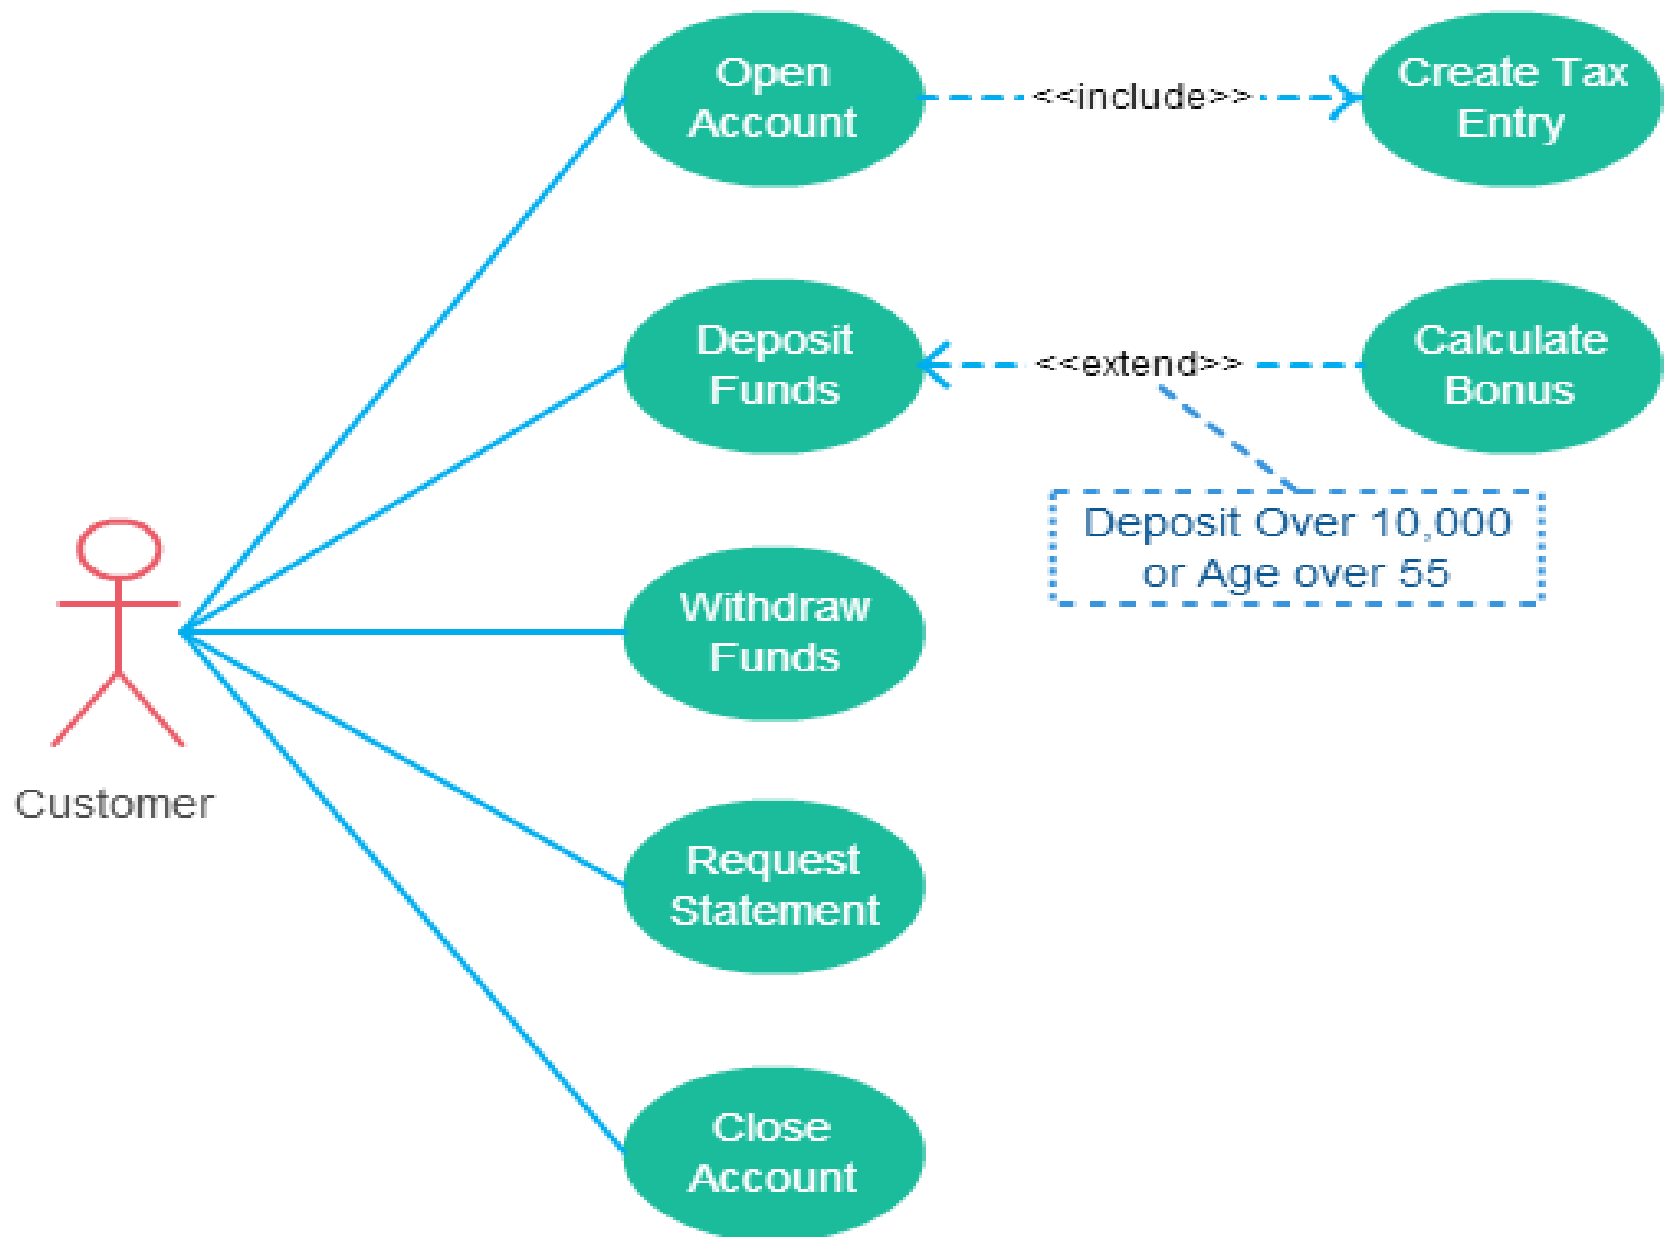 Open
Account
<<include>>
Create Tax
Entry
Deposit
Funds
<<extend>>
Calculate
Bonus
Deposit Over 10,000
or Age over 55
Withdraw
Funds
Customer
Request
Statement
Close
Account